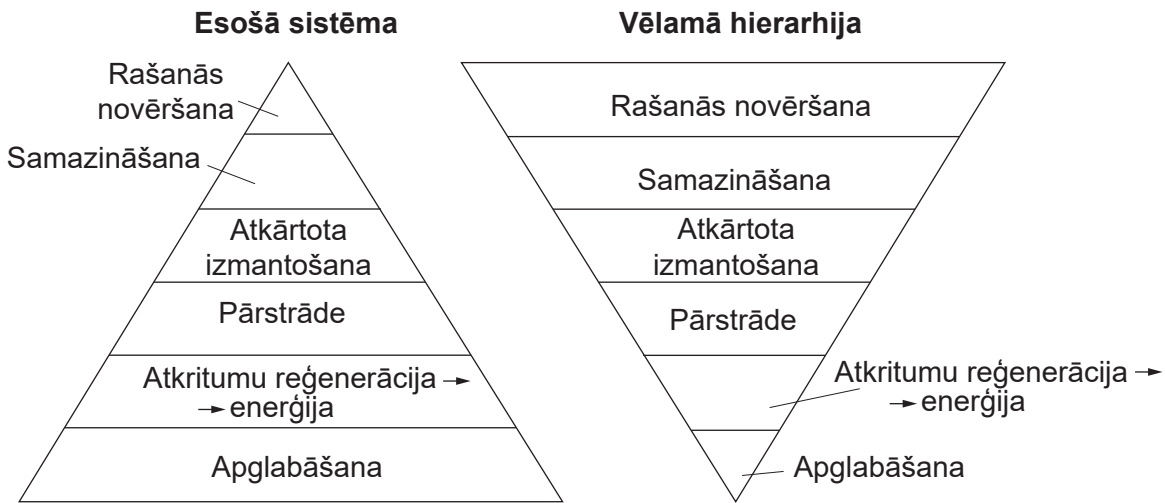 Esošā sistēma
Rašanās
novēršana
Samazināšana
Atkārtota
izmantošana
Pārstrāde
Atkritumu reģenerācija →
→ enerģija
Apglabāšana
Vēlamā hierarhija
Rašanās novēršana
Samazināšana
Atkārtota
izmantošana
Pārstrāde
Atkritumu reģenerācija →
→ enerģija
Apglabāšana